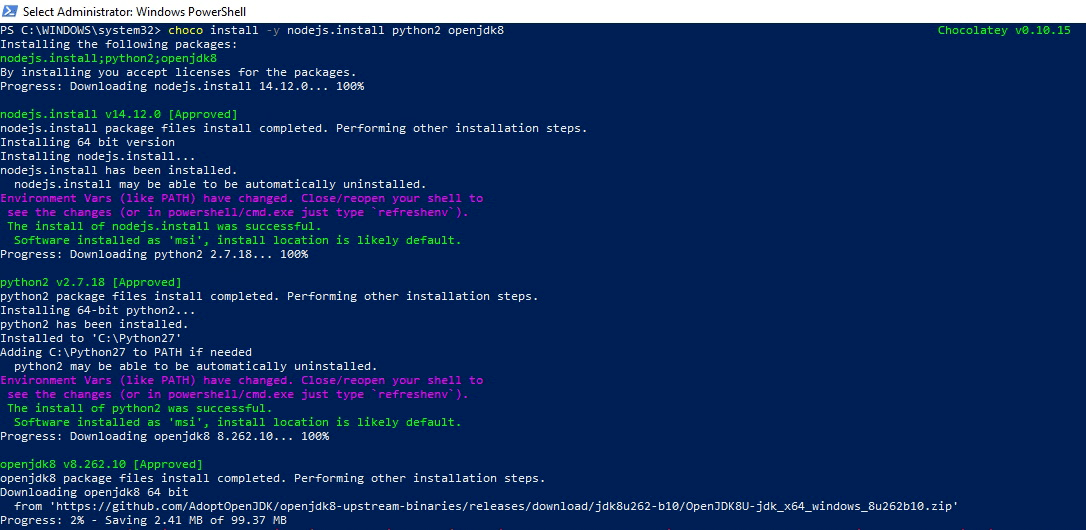 Select Administrator: Windows PowerShell
PS C:\WINDOWS\system32> choco install -y nodejs.install python2 openjdk8
Chocolatey v0.10.15
Installing the following packages:
nodejs.install;python2;openjdk8
By installing you accept licenses for the packages.
Progress: Downloading nodejs.install 14.12.0... 100%
nodejs.install v14.12.0 [Approved]
nodejs.install package files install completed. Performing other installation steps.
Installing 64 bit version
Installing nodejs.install...
nodejs.install has been installed.
nodejs.install may be able to be automatically uninstalled.
Environment Vars (like PATH) have changed. Close/reopen your shell to
see the changes (or in powershell/cmd.exe just type `refreshenv`).
The install of nodejs.install was successful.
Software installed as 'msi', install location is likely default.
Progress: Downloading python2 2.7.18... 100%
python2 v2.7.18 [Approved]
python2 package files install completed. Performing other installation steps.
Installing 64-bit python2...
python2 has been installed.
Installed to 'C:\Python27'
Adding C:\Python27 to PATH if needed
python2 may be able to be automatically uninstalled.
Environment Vars (like PATH) have changed. Close/reopen your shell to
see the changes (or in powershell/cmd.exe just type `refreshenv`).
The install of python2 was successful.
Software installed as 'msi', install location is likely default.
Progress: Downloading openjdk8 8.262.10... 100%
openjdk8 v8.262.10 [Approved]
openjdk8 package files install completed. Performing other installation steps.
Downloading openjdk8 64 bit
from 'https://github.com/AdoptOpenJDK/openjdk8-upstream-binaries/releases/download/jdk8u262-b10/OpenJDK8U-jdk_x64_windows_8u262b10.zip'
Progress: 2% - Saving 2.41 MB of 99.37 MB